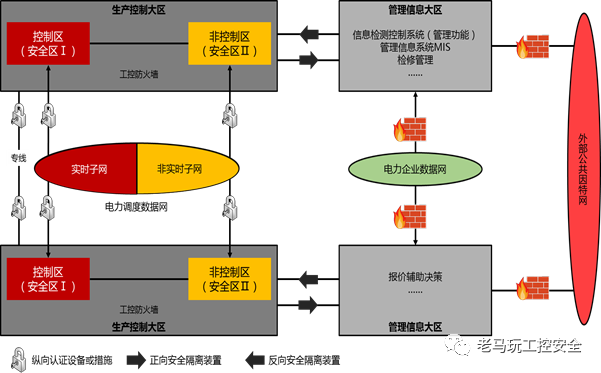 生产控制大区
管理信息大区
控制区
（安全区Ⅰ）
非控制区
（安全区Ⅱ）
工控防火墙
信息检测控制系统（管理功能）
管理信息系统MIS
检修管理
......
专线
实时子网
非实时子网
电力调度数据网
电力企业数据网
外部公共因特网
控制区
（安全区Ⅰ）
非控制区
（安全区Ⅱ）
工控防火墙
生产控制大区
报价辅助决策
......
管理信息大区
老马玩工控安全
纵向认证设备或措施
正向安全隔离装置
反向安全隔离装置